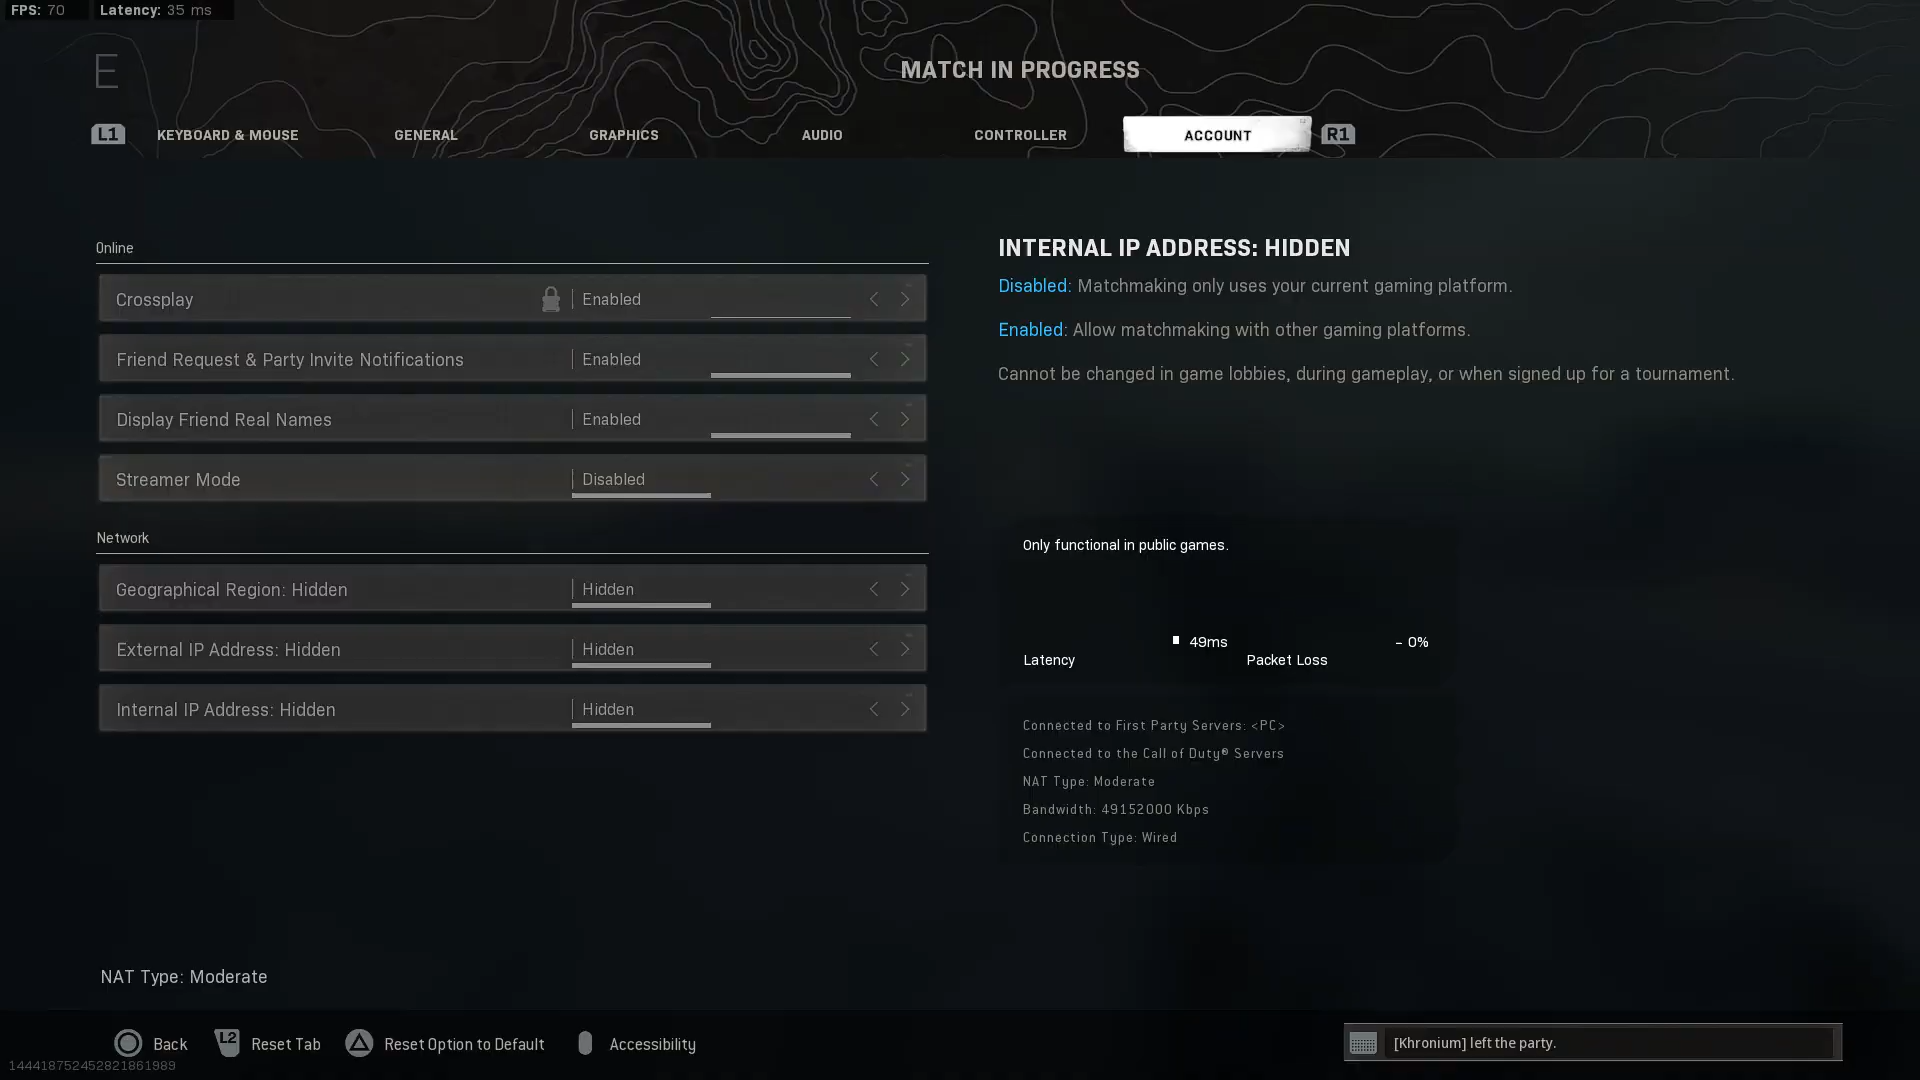 FPS: 70 Latency: 35 ms
E
MATCH IN PROGRESS
L1 KEYBOARD & MOUSE GENERAL GRAPHICS AUDIO CONTROLLER ACCOUNT R1
Online
Crossplay Enabled
Friend Request & Party Invite Notifications Enabled
Display Friend Real Names Enabled
Streamer Mode Disabled
Network
Geographical Region: Hidden Hidden
External IP Address: Hidden Hidden
Internal IP Address: Hidden Hidden
INTERNAL IP ADDRESS: HIDDEN
Disabled: Matchmaking only uses your current gaming platform.
Enabled: Allow matchmaking with other gaming platforms.
Cannot be changed in game lobbies, during gameplay, or when signed up for a tournament.
Only functional in public games.
49ms – 0%
Latency Packet Loss
Connected to First Party Servers: <PC>
Connected to the Call of Duty® Servers
NAT Type: Moderate
Bandwidth: 49152000 Kbps
Connection Type: Wired
NAT Type: Moderate
Back L2 Reset Tab Reset Option to Default Accessibility
[Khronium] left the party.
144418752452821861989